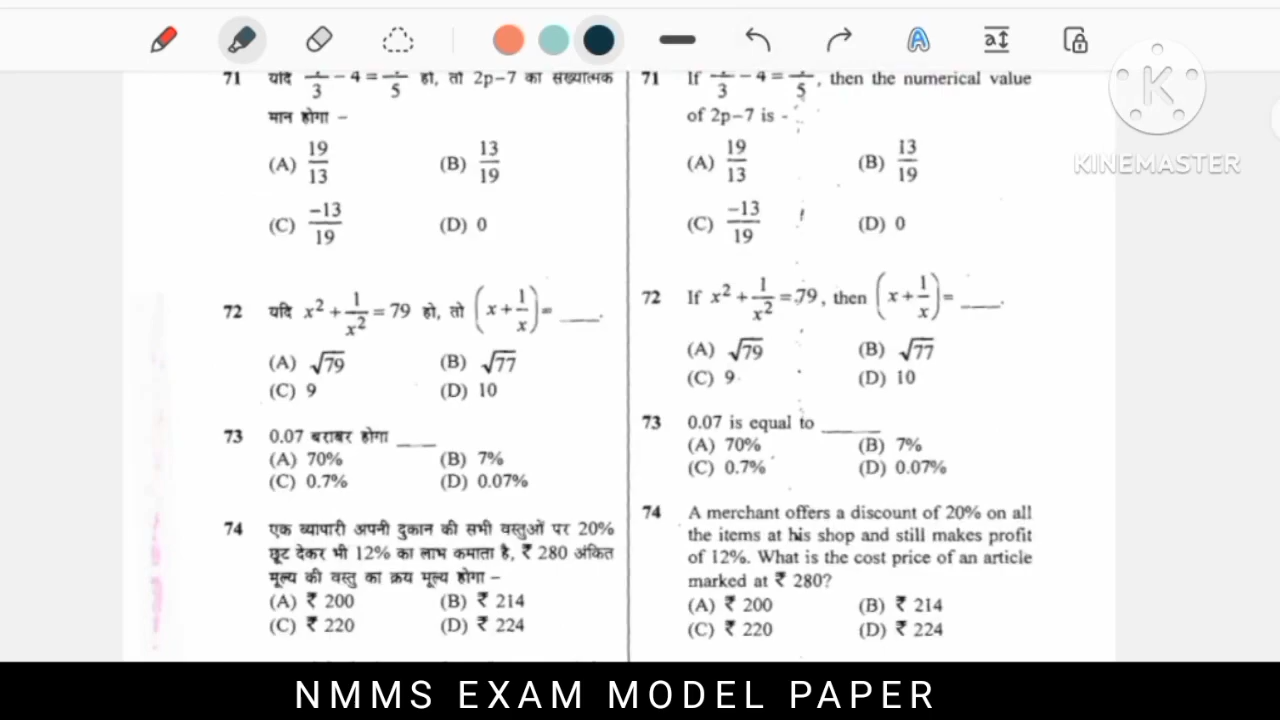 71 यदि /3 − 4 = /5 हो, तो 2p−7 का संख्यात्मक
मान होगा −
(A) 19/13 (B) 13/19
(C) −13/19 (D) 0
72 यदि x² + 1/x² = 79 हो, तो (x + 1/x) = ___.
(A) √79 (B) √77
(C) 9 (D) 10
73 0.07 बराबर होगा ___
(A) 70% (B) 7%
(C) 0.7% (D) 0.07%
74 एक व्यापारी अपनी दुकान की सभी वस्तुओं पर 20%
छूट देकर भी 12% का लाभ कमाता है, ₹ 280 अंकित
मूल्य की वस्तु का क्रय मूल्य होगा −
(A) ₹ 200 (B) ₹ 214
(C) ₹ 220 (D) ₹ 224
71 If /3 − 4 = /5, then the numerical value
of 2p−7 is -
(A) 19/13 (B) 13/19
(C) −13/19 (D) 0
72 If x² + 1/x² = 79, then (x + 1/x) = ___.
(A) √79 (B) √77
(C) 9 (D) 10
73 0.07 is equal to ___
(A) 70% (B) 7%
(C) 0.7% (D) 0.07%
74 A merchant offers a discount of 20% on all
the items at his shop and still makes profit
of 12%. What is the cost price of an article
marked at ₹ 280?
(A) ₹ 200 (B) ₹ 214
(C) ₹ 220 (D) ₹ 224
K
KINEMASTER
NMMS EXAM MODEL PAPER